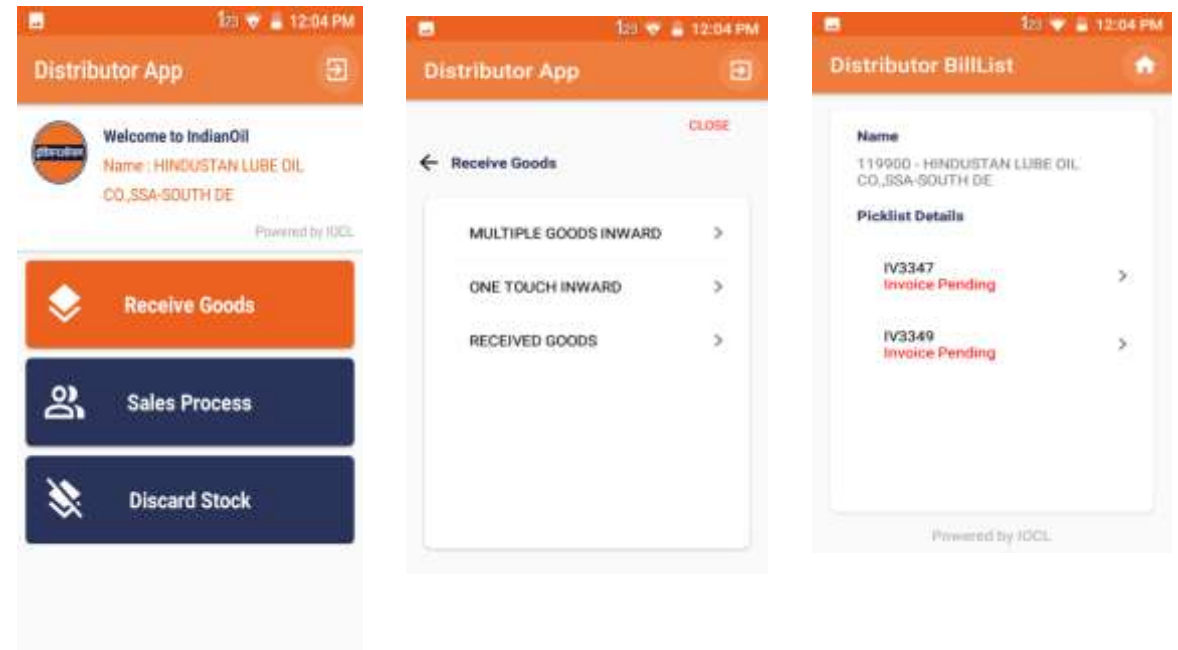 123 12:04 PM
Distributor App
Welcome to IndianOil
Name : HINDUSTAN LUBE OIL
CO.,SSA-SOUTH DE
Powered by IOCL
Receive Goods
Sales Process
Discard Stock
123 12:04 PM
Distributor App
CLOSE
Receive Goods
MULTIPLE GOODS INWARD
ONE TOUCH INWARD
RECEIVED GOODS
123 12:04 PM
Distributor BillList
Name
119900 - HINDUSTAN LUBE OIL
CO.,SSA-SOUTH DE
Picklist Details
IV3347
Invoice Pending
IV3349
Invoice Pending
Powered by IOCL